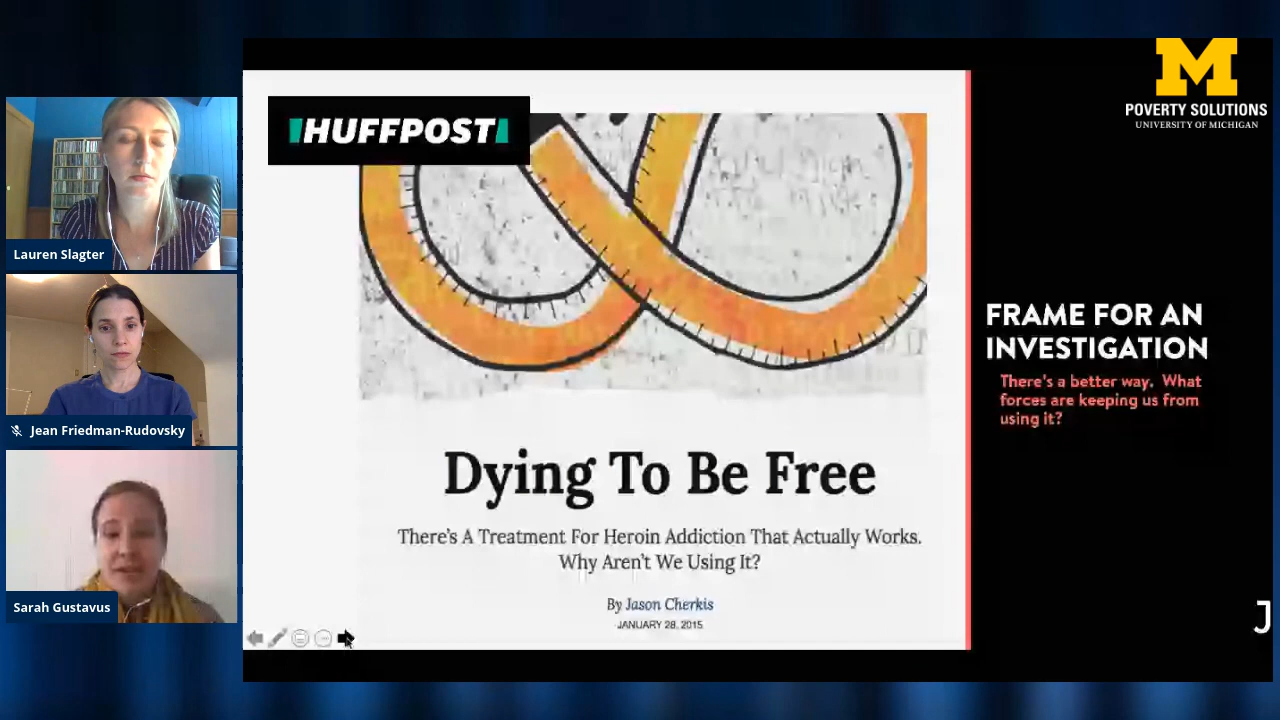 M
POVERTY SOLUTIONS
UNIVERSITY OF MICHIGAN
Lauren Slagter
Jean Friedman-Rudovsky
Sarah Gustavus
HUFFPOST
Dying To Be Free
There's A Treatment For Heroin Addiction That Actually Works.
Why Aren't We Using It?
By Jason Cherkis
JANUARY 28, 2015
FRAME FOR AN
INVESTIGATION
There's a better way. What
forces are keeping us from
using it?
J